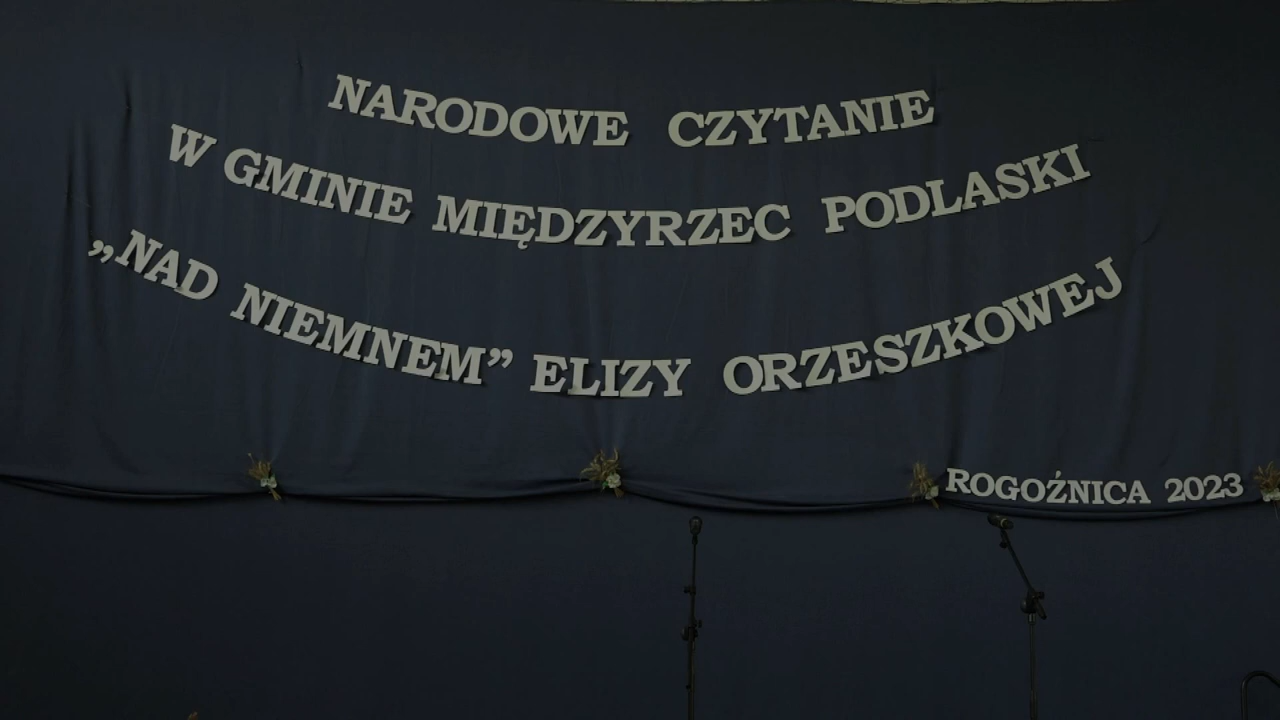 NARODOWE CZYTANIE
W GMINIE MIĘDZYRZEC PODLASKI
„NAD NIEMNEM” ELIZY ORZESZKOWEJ
ROGOŹNICA 2023